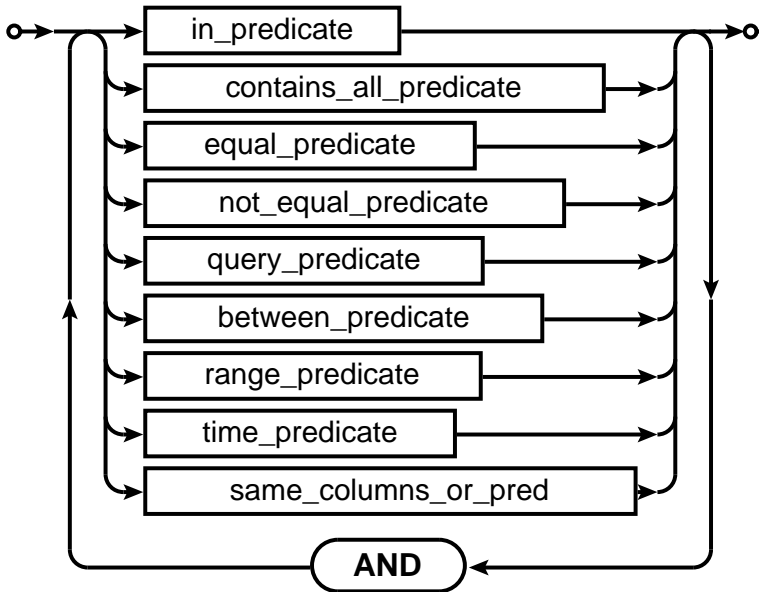 in_predicate
contains_all_predicate
equal_predicate
not_equal_predicate
query_predicate
between_predicate
range_predicate
time_predicate
same_columns_or_pred
AND